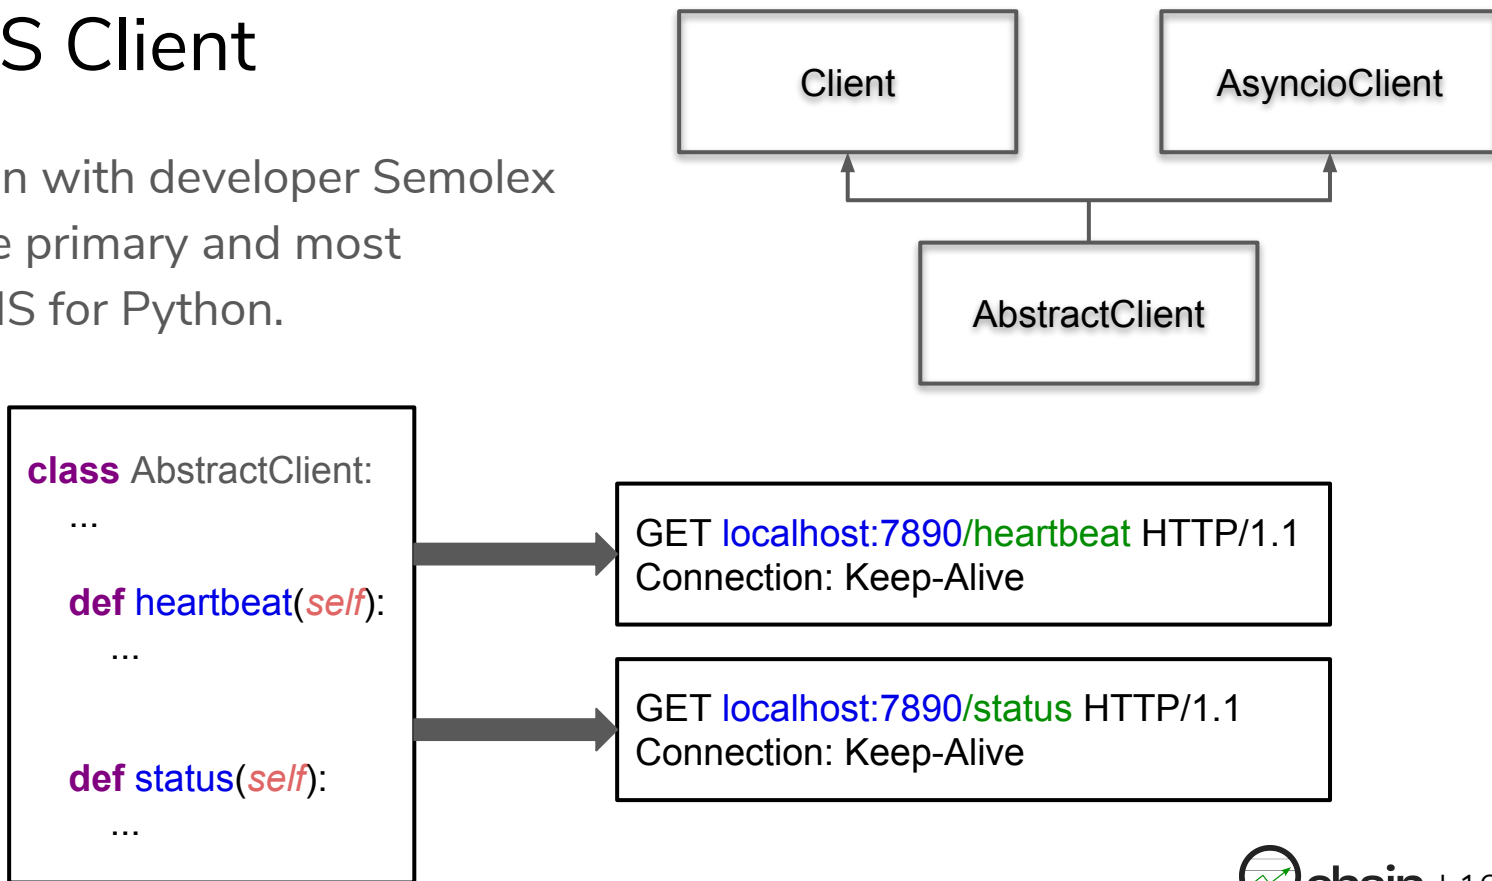 S Client
n with developer Semolex
e primary and most
IS for Python.
Client
AsyncioClient
AbstractClient
class AbstractClient:
...
def heartbeat(self):
...
def status(self):
...
GET localhost:7890/heartbeat HTTP/1.1
Connection: Keep-Alive
GET localhost:7890/status HTTP/1.1
Connection: Keep-Alive